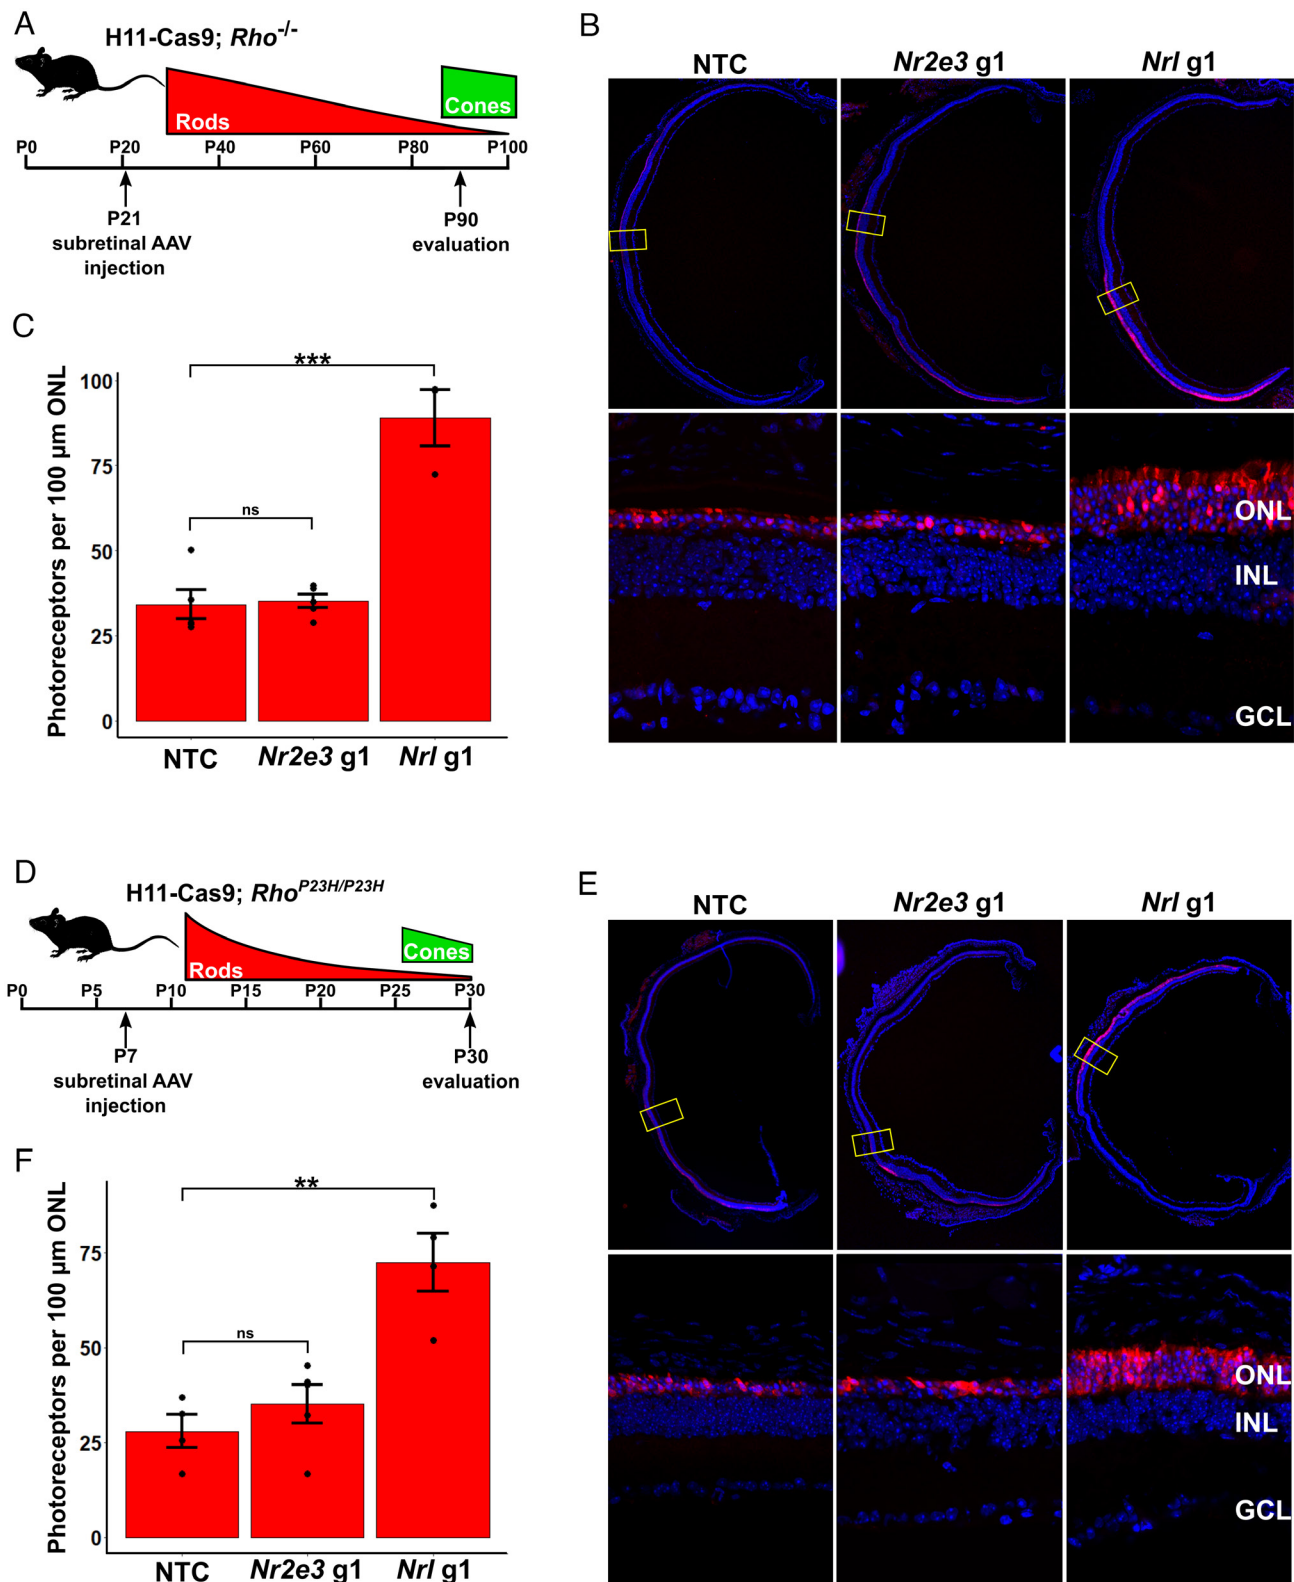 A
H11-Cas9; Rho-/-
Rods
Cones
P0 P20 P40 P60 P80 P100
P21
subretinal AAV
injection
P90
evaluation
B
NTC Nr2e3 g1 Nrl g1
ONL
INL
GCL
C
Photoreceptors per 100 µm ONL
100
75
50
25
0
***
ns
NTC Nr2e3 g1 Nrl g1
D
H11-Cas9; RhoP23H/P23H
Rods
Cones
P0 P5 P10 P15 P20 P25 P30
P7
subretinal AAV
injection
P30
evaluation
E
NTC Nr2e3 g1 Nrl g1
ONL
INL
GCL
F
Photoreceptors per 100 µm ONL
75
50
25
0
**
ns
NTC Nr2e3 g1 Nrl g1